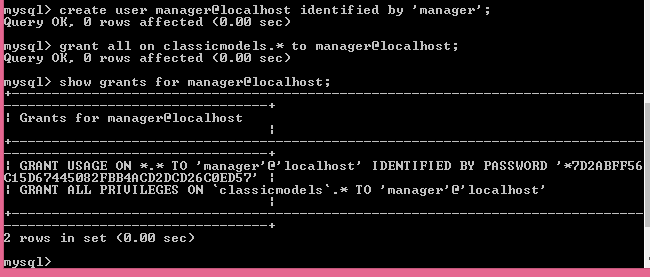 mysql> create user manager@localhost identified by 'manager';
Query OK, 0 rows affected (0.00 sec)
mysql> grant all on classicmodels.* to manager@localhost;
Query OK, 0 rows affected (0.00 sec)
mysql> show grants for manager@localhost;
+--------------------------------------------------------------------------------
---------------------------------+
| Grants for manager@localhost
|
+--------------------------------------------------------------------------------
---------------------------------+
| GRANT USAGE ON *.* TO 'manager'@'localhost' IDENTIFIED BY PASSWORD '*7D2ABFF56
C15D67445082FBB4ACD2DCD26C0ED57' |
| GRANT ALL PRIVILEGES ON `classicmodels`.* TO 'manager'@'localhost'
|
+--------------------------------------------------------------------------------
---------------------------------+
2 rows in set (0.00 sec)
mysql>